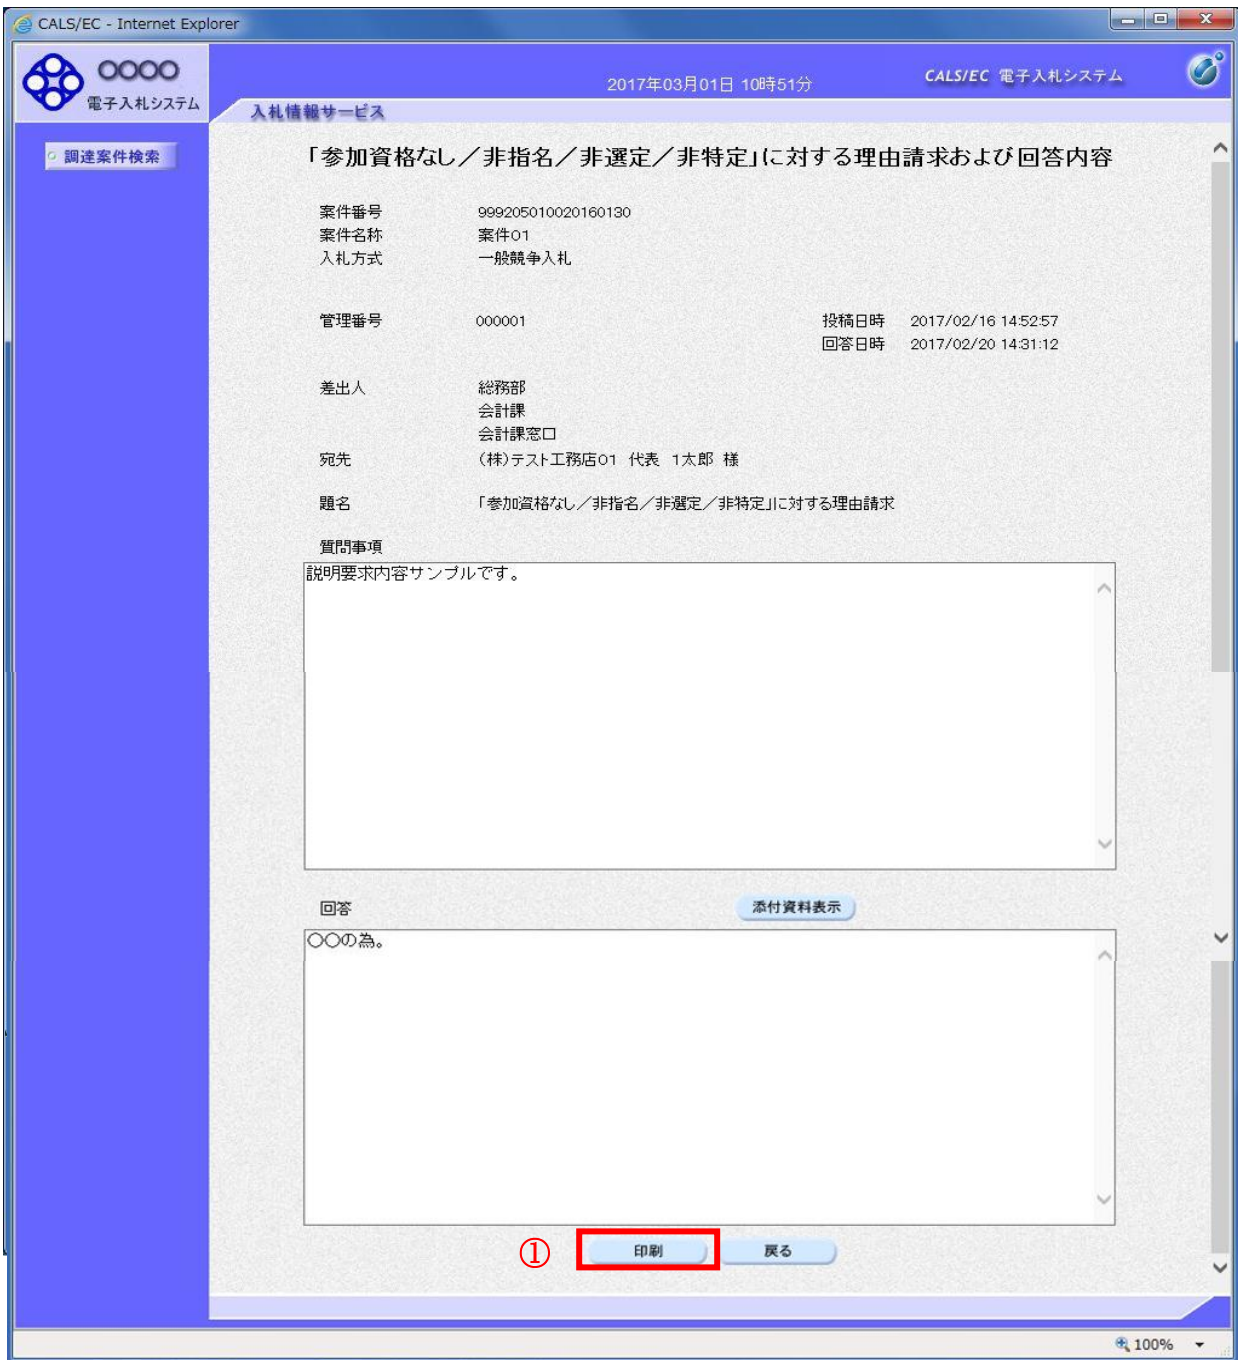 CALS/EC - Internet Explorer
○○○○
電子入札システム
2017年03月01日 10時51分
CALS/EC 電子入札システム
入札情報サービス
調達案件検索
「参加資格なし／非指名／非選定／非特定」に対する理由請求および回答内容
案件番号 999205010020160130
案件名称 案件01
入札方式 一般競争入札
管理番号 000001 投稿日時 2017/02/16 14:52:57
回答日時 2017/02/20 14:31:12
差出人 総務部
会計課
会計課窓口
宛先 (株)テスト工務店01 代表 1太郎 様
題名 「参加資格なし／非指名／非選定／非特定」に対する理由請求
質問事項
説明要求内容サンプルです。
回答 添付資料表示
○○の為。
① 印刷 戻る
100%